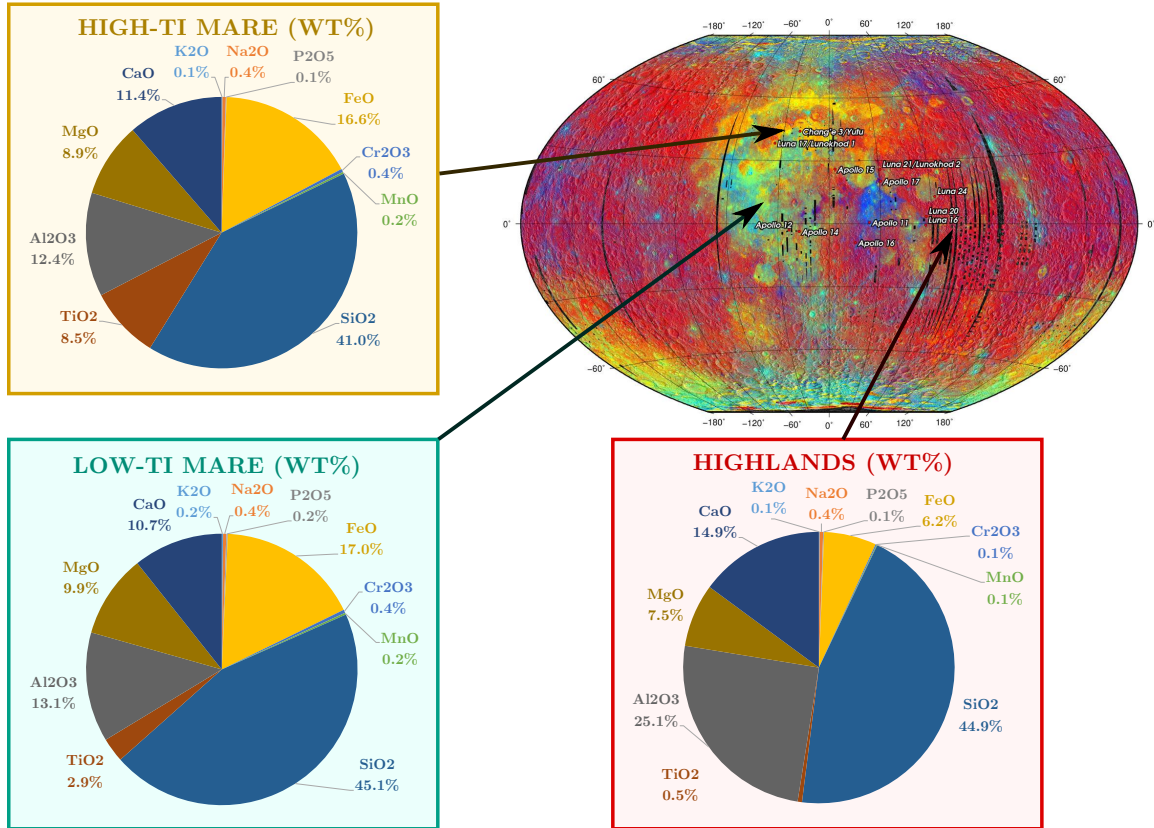 HIGH-TI MARE (WT%)
K2O
0.1%
Na2O
0.4%
P2O5
0.1%
CaO
11.4%
FeO
16.6%
MgO
8.9%
Cr2O3
0.4%
MnO
0.2%
Al2O3
12.4%
TiO2
8.5%
SiO2
41.0%
−180˚ −120˚ −60˚ 0˚ 60˚ 120˚ 180˚
60˚ 60˚
Chang'e 3/Yutu
Luna 17/Lunokhod 1
Apollo 15
Luna 21/Lunokhod 2
Apollo 17
Luna 24
Luna 20
Luna 16
0˚ 0˚
Apollo 12
Apollo 14
Apollo 11
Apollo 16
−60˚ −60˚
−180˚ −120˚ −60˚ 0˚ 60˚ 120˚ 180˚
LOW-TI MARE (WT%)
K2O
0.2%
Na2O
0.4%
P2O5
0.2%
CaO
10.7%
FeO
17.0%
MgO
9.9%
Cr2O3
0.4%
MnO
0.2%
Al2O3
13.1%
TiO2
2.9%
SiO2
45.1%
HIGHLANDS (WT%)
K2O
0.1%
Na2O
0.4%
P2O5
0.1%
FeO
6.2%
CaO
14.9%
Cr2O3
0.1%
MnO
0.1%
MgO
7.5%
Al2O3
25.1%
SiO2
44.9%
TiO2
0.5%